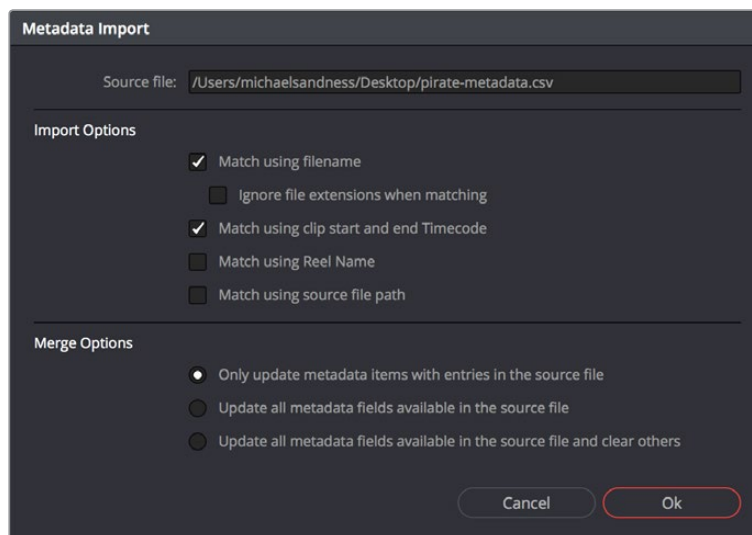 Metadata Import
Source file: /Users/michaelsandness/Desktop/pirate-metadata.csv
Import Options
Match using filename
Ignore file extensions when matching
Match using clip start and end Timecode
Match using Reel Name
Match using source file path
Merge Options
Only update metadata items with entries in the source file
Update all metadata fields available in the source file
Update all metadata fields available in the source file and clear others
Cancel Ok